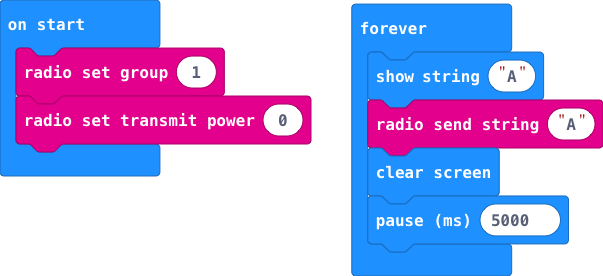 on start
radio set group 1
radio set transmit power 0
forever
show string "A"
radio send string "A"
clear screen
pause (ms) 5000